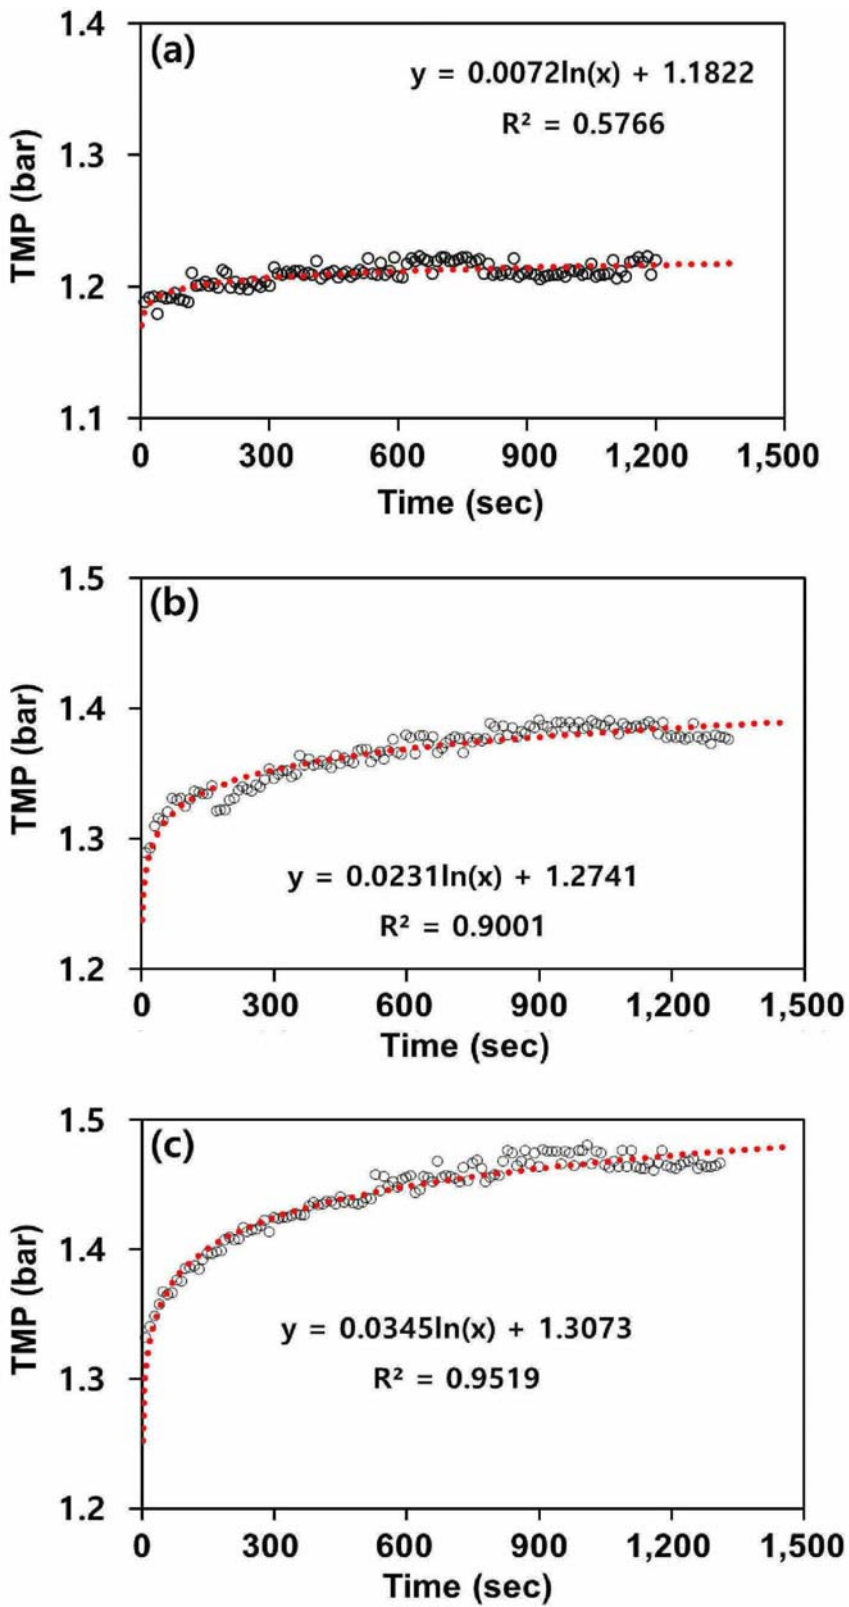 (a)
y = 0.0072ln(x) + 1.1822
R² = 0.5766
TMP (bar)
1.4
1.3
1.2
1.1
0 300 600 900 1,200 1,500
Time (sec)
(b)
y = 0.0231ln(x) + 1.2741
R² = 0.9001
TMP (bar)
1.5
1.4
1.3
1.2
0 300 600 900 1,200 1,500
Time (sec)
(c)
y = 0.0345ln(x) + 1.3073
R² = 0.9519
TMP (bar)
1.5
1.4
1.3
1.2
0 300 600 900 1,200 1,500
Time (sec)